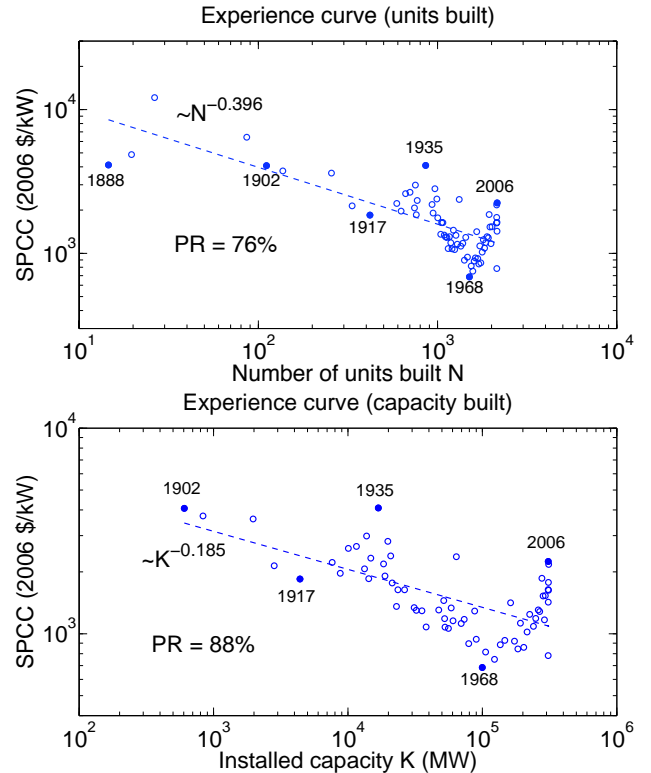 Experience curve (units built)
SPCC (2006 $/kW)
10^4
10^3
~N^−0.396
1935
2006
1888
1902
1917
PR = 76%
1968
10^1 10^2 10^3 10^4
Number of units built N
Experience curve (capacity built)
SPCC (2006 $/kW)
10^4
10^3
1902
1935
2006
~K^−0.185
1917
PR = 88%
1968
10^2 10^3 10^4 10^5 10^6
Installed capacity K (MW)